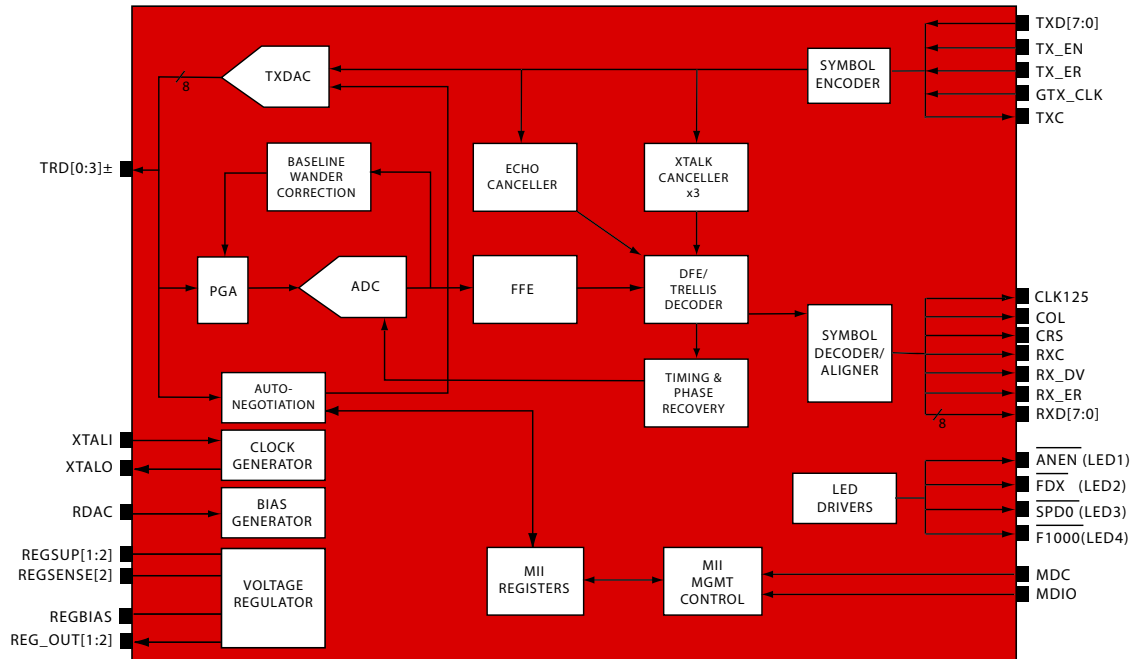 TXD[7:0]
TX_EN
TX_ER
GTX_CLK
TXC
SYMBOL
ENCODER
TXDAC
8
TRD[0:3]±
BASELINE
WANDER
CORRECTION
ECHO
CANCELLER
XTALK
CANCELLER
x3
PGA
ADC
FFE
DFE/
TRELLIS
DECODER
SYMBOL
DECODER/
ALIGNER
CLK125
COL
CRS
RXC
RX_DV
RX_ER
RXD[7:0]
8
AUTO-
NEGOTIATION
TIMING &
PHASE
RECOVERY
XTALI
XTALO
CLOCK
GENERATOR
RDAC
BIAS
GENERATOR
LED
DRIVERS
ANEN (LED1)
FDX (LED2)
SPD0 (LED3)
F1000(LED4)
REGSUP[1:2]
REGSENSE[2]
REGBIAS
REG_OUT[1:2]
VOLTAGE
REGULATOR
MII
REGISTERS
MII
MGMT
CONTROL
MDC
MDIO